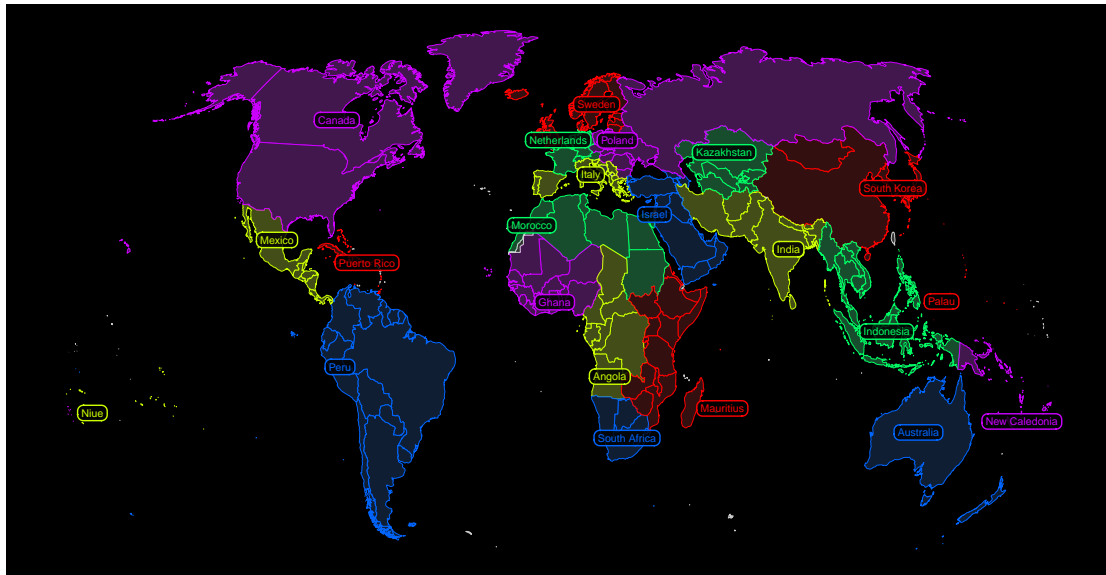 Sweden
Canada
Netherlands
Poland
Kazakhstan
Italy
South Korea
Israel
Morocco
Mexico
India
Puerto Rico
Ghana
Palau
Indonesia
Peru
Angola
Mauritius
Niue
New Caledonia
Australia
South Africa